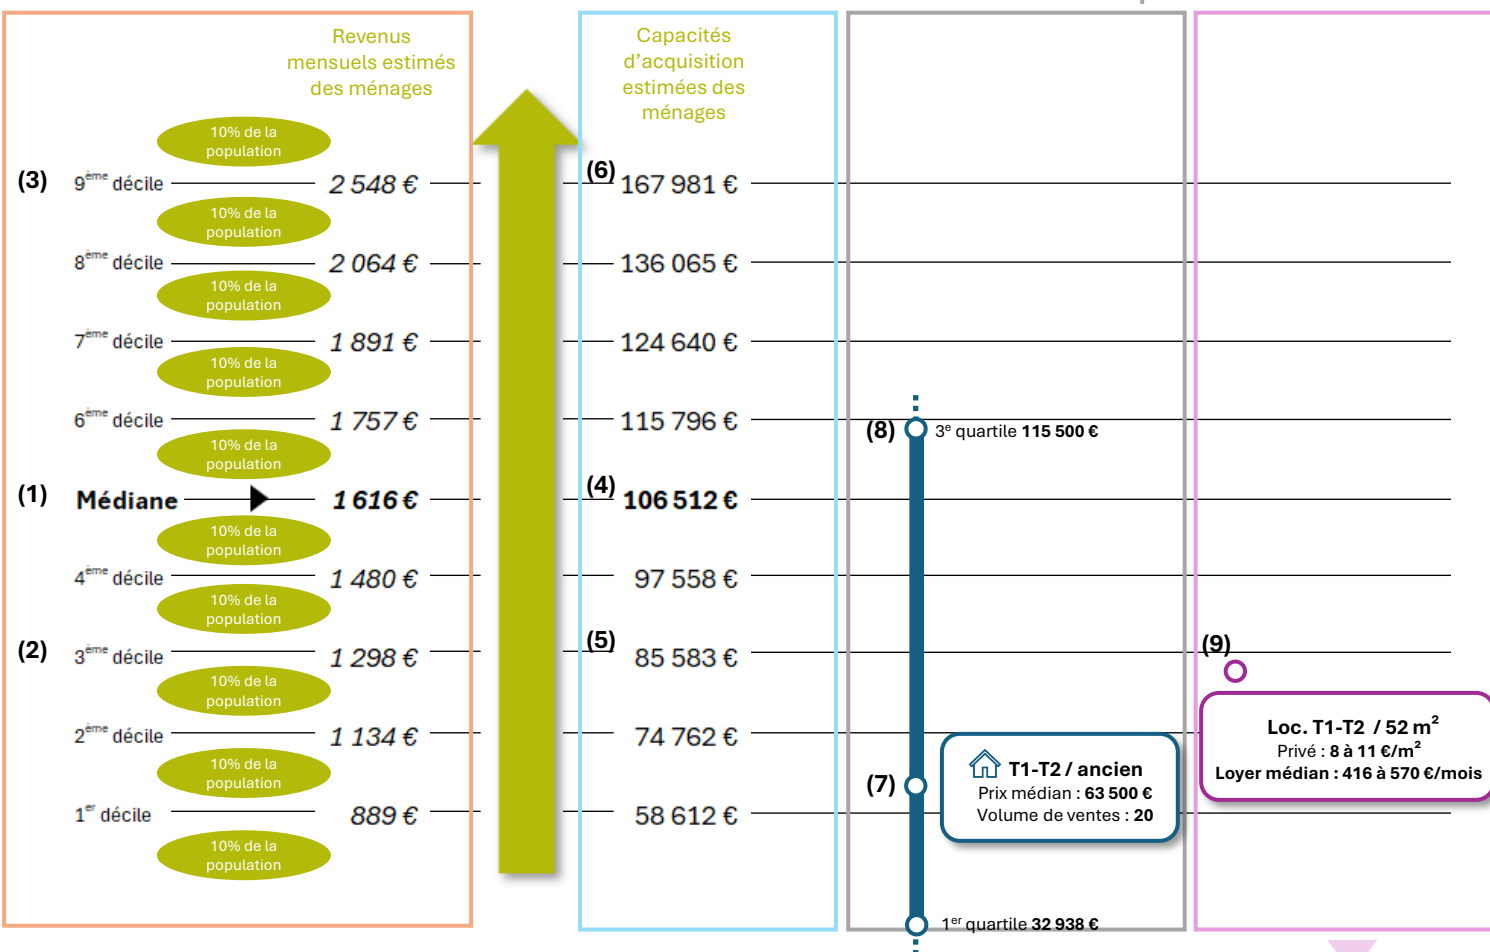 Revenus
mensuels estimés
des ménages
Capacités
d’acquisition
estimées des
ménages
10% de la
population
(3) 9ème décile 2 548 € (6) 167 981 €
10% de la
population
8ème décile 2 064 € 136 065 €
10% de la
population
7ème décile 1 891 € 124 640 €
10% de la
population
6ème décile 1 757 € 115 796 €
(8) 3e quartile 115 500 €
10% de la
population
(1) Médiane 1 616 € (4) 106 512 €
10% de la
population
4ème décile 1 480 € 97 558 €
10% de la
population
(2) 3ème décile 1 298 € (5) 85 583 €
(9)
10% de la
population
Loc. T1-T2 / 52 m²
Privé : 8 à 11 €/m²
Loyer médian : 416 à 570 €/mois
2ème décile 1 134 € 74 762 €
10% de la
population
(7)
T1-T2 / ancien
Prix médian : 63 500 €
Volume de ventes : 20
1er décile 889 € 58 612 €
10% de la
population
1er quartile 32 938 €